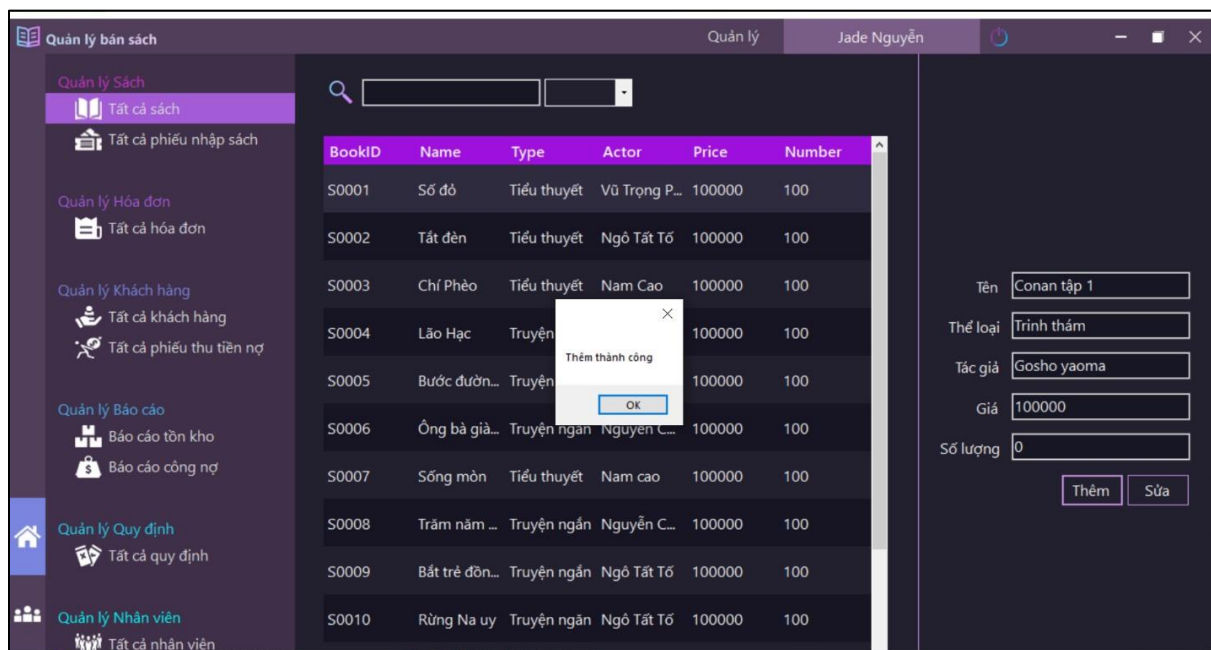 Quản lý bán sách
Quản lý
Jade Nguyễn
Quản lý Sách
Tất cả sách
Tất cả phiếu nhập sách
Quản lý Hóa đơn
Tất cả hóa đơn
Quản lý Khách hàng
Tất cả khách hàng
Tất cả phiếu thu tiền nợ
Quản lý Báo cáo
Báo cáo tồn kho
Báo cáo công nợ
Quản lý Quy định
Tất cả quy định
Quản lý Nhân viên
Tất cả nhân viên
BookID Name Type Actor Price Number
S0001 Số đỏ Tiểu thuyết Vũ Trọng P... 100000 100
S0002 Tắt đèn Tiểu thuyết Ngô Tất Tố 100000 100
S0003 Chí Phèo Tiểu thuyết Nam Cao 100000 100
S0004 Lão Hạc Truyện 100000 100
S0005 Bước đườn... Truyện 100000 100
S0006 Ông bà già... Truyện ngắn Nguyễn C... 100000 100
S0007 Sống mòn Tiểu thuyết Nam cao 100000 100
S0008 Trăm năm ... Truyện ngắn Nguyễn C... 100000 100
S0009 Bắt trẻ đồn... Truyện ngắn Ngô Tất Tố 100000 100
S0010 Rừng Na uy Truyện ngăn Ngô Tất Tố 100000 100
Thêm thành công
OK
Tên Conan tập 1
Thể loại Trinh thám
Tác giả Gosho yaoma
Giá 100000
Số lượng 0
Thêm Sửa